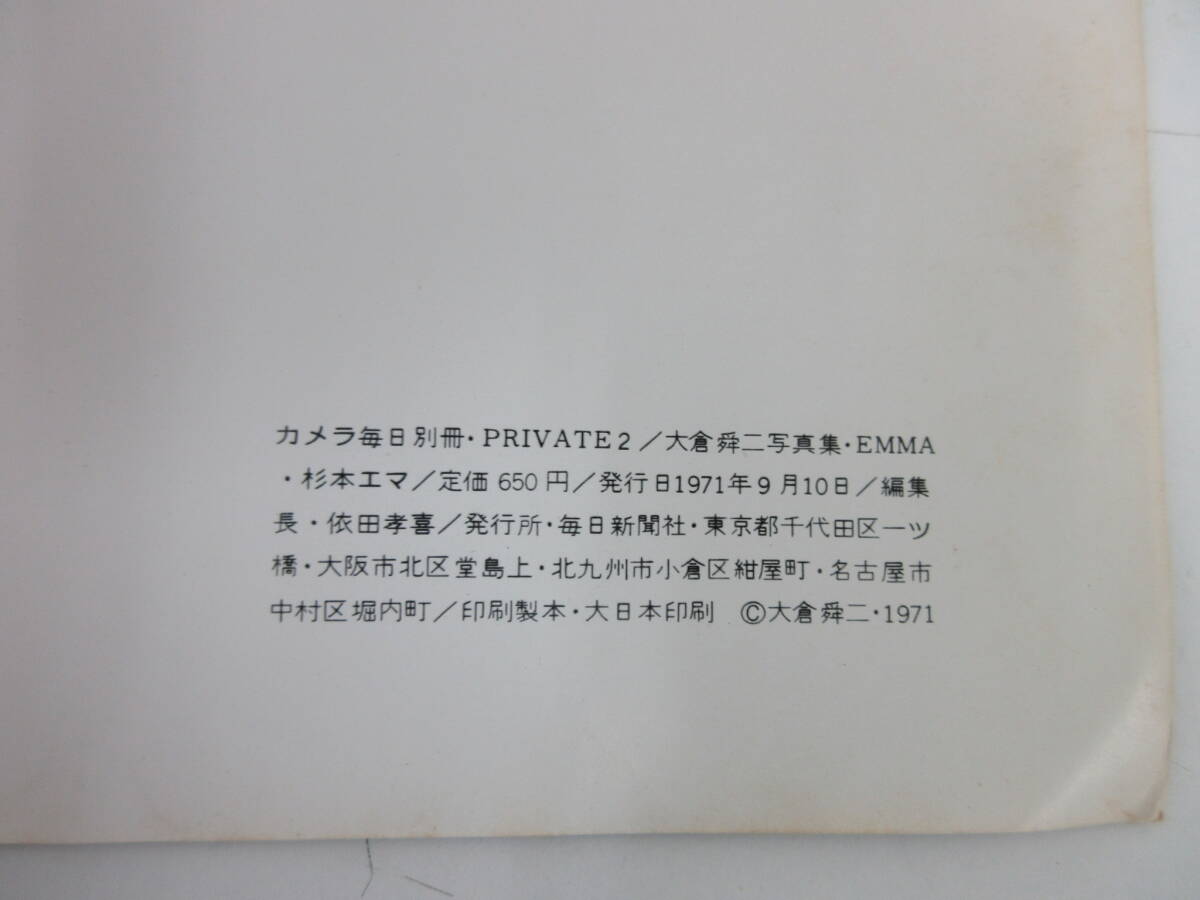 カメラ毎日別冊・PRIVATE2／大倉舜二写真集・EMMA
・杉本エマ／定価650円／発行日1971年9月10日／編集
長・依田孝喜／発行所・毎日新聞社・東京都千代田区一ツ
橋・大阪市北区堂島上・北九州市小倉区紺屋町・名古屋市
中村区堀内町／印刷製本・大日本印刷　©大倉舜二・1971